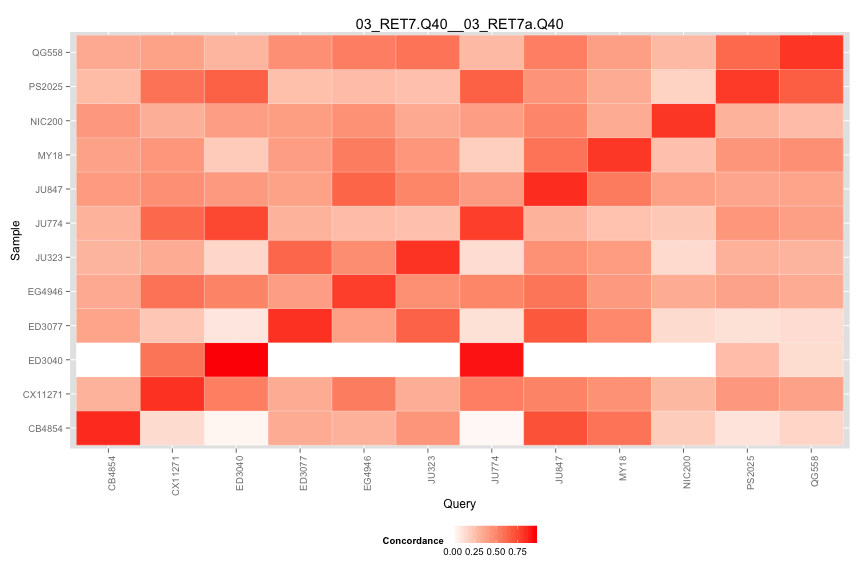 03_RET7.Q40__03_RET7a.Q40
Sample
QG558
PS2025
NIC200
MY18
JU847
JU774
JU323
EG4946
ED3077
ED3040
CX11271
CB4854
CB4854 CX11271 ED3040 ED3077 EG4946 JU323 JU774 JU847 MY18 NIC200 PS2025 QG558
Query
Concordance
0.00 0.25 0.50 0.75